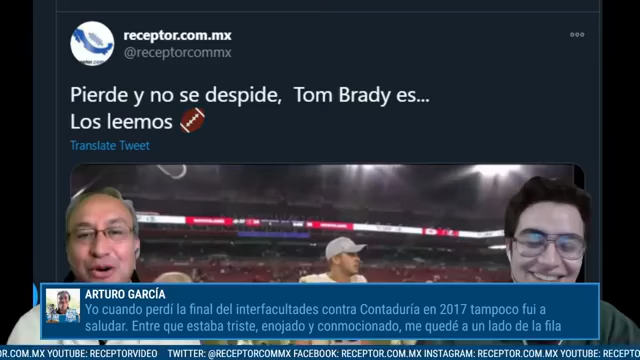 receptor.com.mx
@receptorcommx
Pierde y no se despide, Tom Brady es...
Los leemos 🏈
Translate Tweet
ARTURO GARCÍA
Yo cuando perdí la final del interfacultades contra Contaduría en 2017 tampoco fui a
saludar. Entre que estaba triste, enojado y conmocionado, me quedé a un lado de la fila
OR.COM.MX YOUTUBE: RECEPTORVIDEO TWITTER: @RECEPTORCOMMX FACEBOOK: RECEPTOR.COM.MX INSTAGRAM: RECEPTOR.COM.MX YOUTUBE: RECEPTO